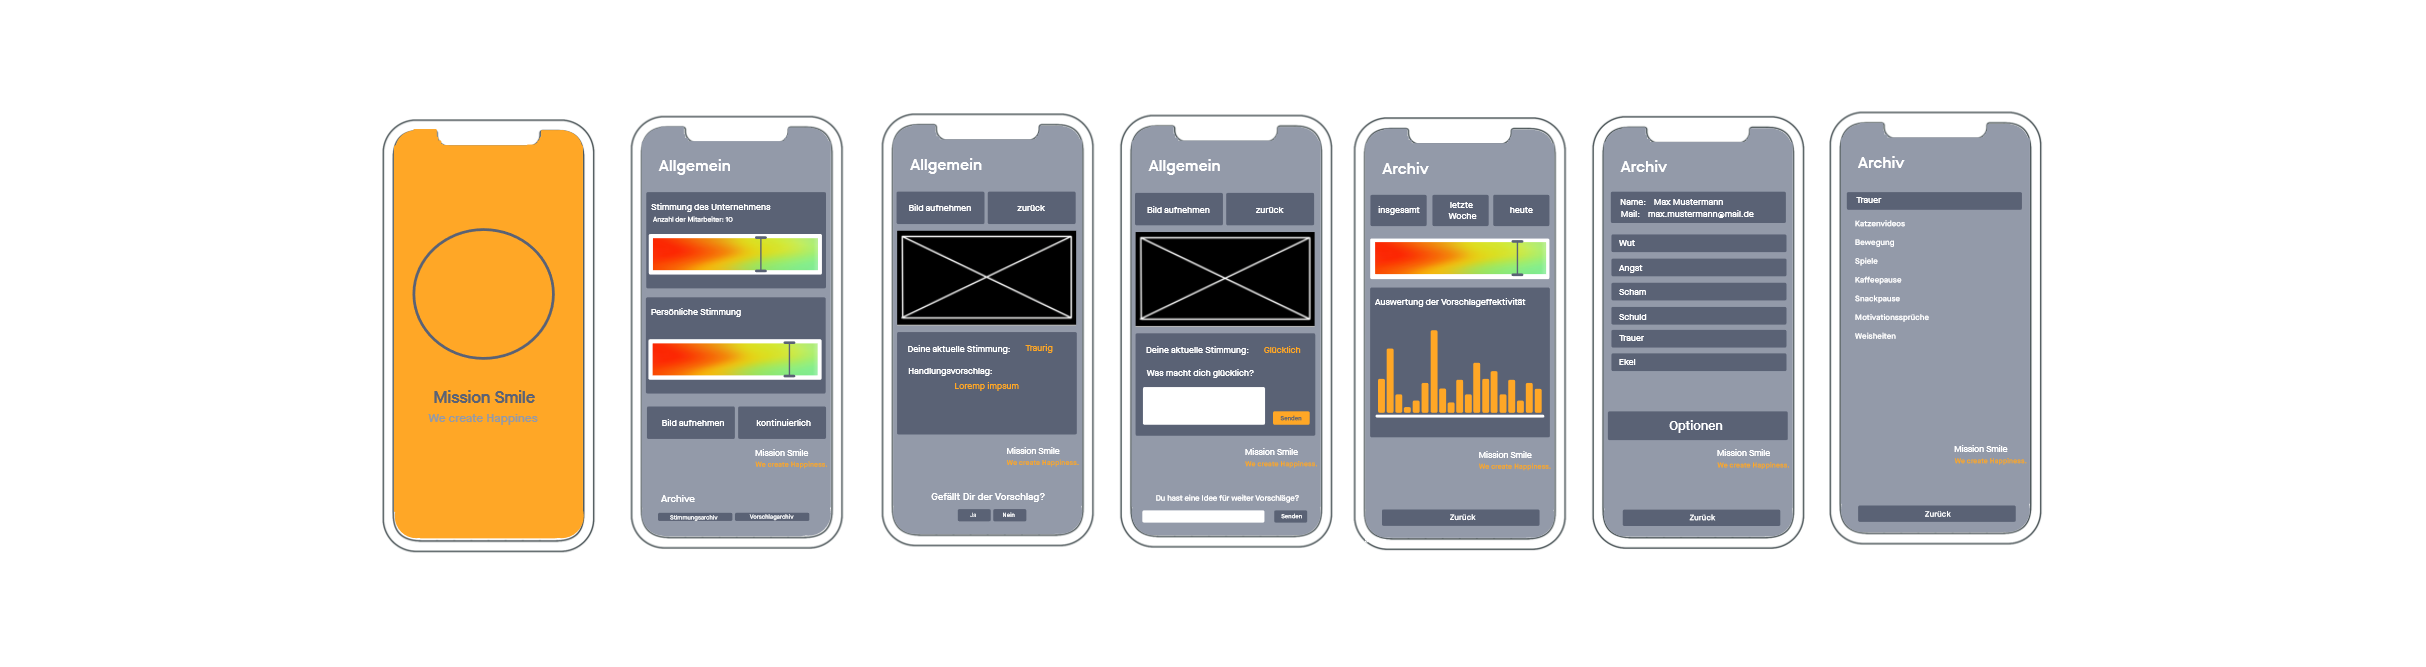 Mission Smile
We create Happines
Allgemein
Stimmung des Unternehmens
Anzahl der Mitarbeiter: 10
Persönliche Stimmung
Bild aufnehmen
kontinuierlich
Mission Smile
We create Happiness.
Archive
Stimmungsarchiv
Vorschlagarchiv
Allgemein
Bild aufnehmen
zurück
Deine aktuelle Stimmung: Traurig
Handlungsvorschlag:
Loremp impsum
Mission Smile
We create Happiness.
Gefällt Dir der Vorschlag?
Ja
Nein
Allgemein
Bild aufnehmen
zurück
Deine aktuelle Stimmung: Glücklich
Was macht dich glücklich?
Senden
Mission Smile
We create Happiness.
Du hast eine Idee für weiter Vorschläge?
Senden
Archiv
insgesamt
letzte
Woche
heute
Auswertung der Vorschlageffektivität
Mission Smile
We create Happiness.
Zurück
Archiv
Name: Max Mustermann
Mail: max.mustermann@mail.de
Wut
Angst
Scham
Schuld
Trauer
Ekel
Optionen
Mission Smile
We create Happiness.
Zurück
Archiv
Trauer
Katzenvideos
Bewegung
Spiele
Kaffeepause
Snackpause
Motivationssprüche
Weisheiten
Mission Smile
We create Happiness.
Zurück